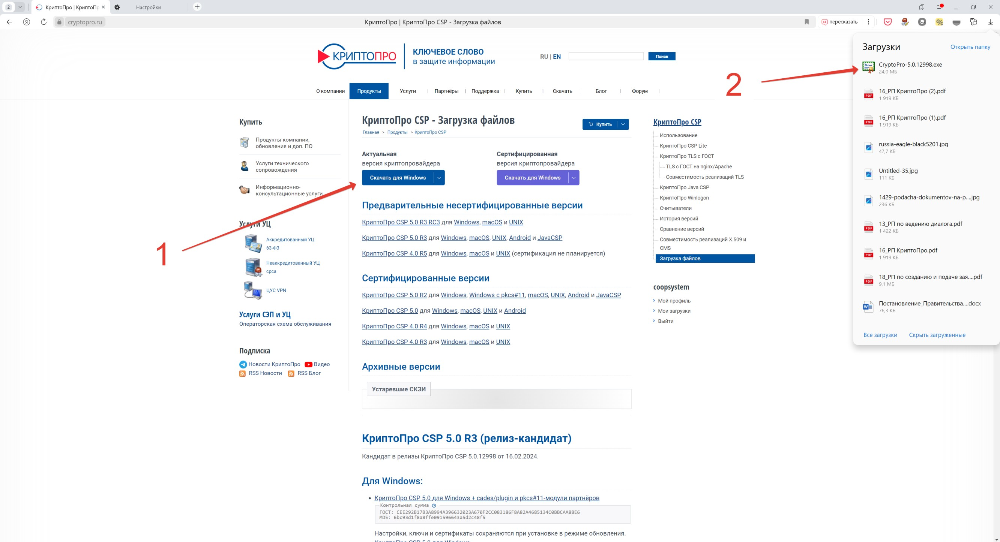 2
КриптоПро | КриптоПр
Настройки
cryptopro.ru
КриптоПро | КриптоПро CSP - Загрузка файлов
пересказать
КРИПТОПРО
КЛЮЧЕВОЕ СЛОВО
в защите информации
RU | EN
Поиск
О компании
Продукты
Услуги
Партнёры
Поддержка
Купить
Скачать
Блог
Форум
Купить
Продукты компании,
обновления и доп. ПО
Услуги технического
сопровождения
Информационно-
консультационные услуги
Услуги УЦ
Аккредитованный УЦ
63-ФЗ
Неаккредитованный УЦ
срса
ЦУС VPN
Услуги СЭП и УЦ
Операторская схема обслуживания
Подписка
Новости КриптоПро
Видео
RSS Новости
RSS Блог
1
КриптоПро CSP - Загрузка файлов
Купить
Главная > Продукты > КриптоПро CSP
Актуальная
версия криптопровайдера
Скачать для Windows
Сертифицированная
версия криптопровайдера
Скачать для Windows
Предварительные несертифицированные версии
КриптоПро CSP 5.0 R3 RC3 для Windows, macOS и UNIX
КриптоПро CSP 5.0 R3 для Windows, macOS, UNIX, Android и JavaCSP
КриптоПро CSP 4.0 R5 для Windows, macOS и UNIX (сертификация не планируется)
Сертифицированные версии
КриптоПро CSP 5.0 R2 для Windows, Windows с pkcs#11, macOS, UNIX, Android и JavaCSP
КриптоПро CSP 5.0 для Windows, macOS, UNIX и Android
КриптоПро CSP 4.0 R4 для Windows, macOS и UNIX
КриптоПро CSP 4.0 R3 для Windows, macOS и UNIX
Архивные версии
Устаревшие СКЗИ
КриптоПро CSP 5.0 R3 (релиз-кандидат)
Кандидат в релизы КриптоПро CSP 5.0.12998 от 16.02.2024.
Для Windows:
• КриптоПро CSP 5.0 для Windows + cades/plugin и pkcs#11-модули партнёров
Контрольная сумма
ГОСТ: CEE292B17B3A8994A396632023A670F2CC083186F8A82A4685134C0BBCAA88E6
MD5: 6bc93d1f8a8ffe091596643a5d2c48f5
Настройки, ключи и сертификаты сохраняются при установке в режиме обновления.
КриптоПро CSP 5.0 для Windows
КриптоПро CSP
Использование
КриптоПро CSP Lite
КриптоПро TLS с ГОСТ
TLS с ГОСТ на nginx/Apache
Совместимость реализаций TLS
КриптоПро Java CSP
КриптоПро Winlogon
Считыватели
История версий
Сравнение версий
Совместимость реализаций X.509 и
CMS
Загрузка файлов
coopsystem
Мой профиль
Мои загрузки
Выйти
2
Загрузки
Открыть папку
CryptoPro-5.0.12998.exe
24,0 МБ
PDF
16_РП КриптоПро (2).pdf
1 919 КБ
PDF
16_РП КриптоПро (1).pdf
1 919 КБ
russia-eagle-black5201.jpg
47,7 КБ
Untitled-35.jpg
111 КБ
1429-podacha-dokumentov-na-p....jpg
236 КБ
PDF
13_РП по ведению диалога.pdf
1 422 КБ
PDF
16_РП КриптоПро.pdf
1 919 КБ
PDF
18_РП по созданию и подаче зая....pdf
9,1 МБ
W
Постановление_Правительства....docx
76,3 КБ
Все загрузки
Скрыть загруженные